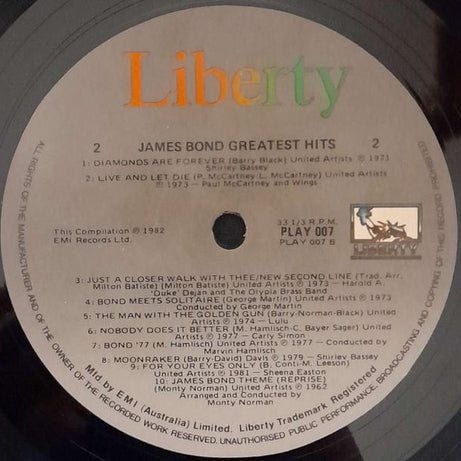 Liberty
2 JAMES BOND GREATEST HITS 2
1: DIAMONDS ARE FOREVER (Barry Black) United Artists ℗ 1971
Shirley Bassey
2: LIVE AND LET DIE (P. McCartney-L. McCartney) United Artists
℗ 1973 — Paul McCartney and Wings
This Compilation ℗ 1982
EMI Records Ltd.
33 1/3 R.P.M.
PLAY 007
PLAY 007 B
LIBERTY
3: JUST A CLOSER WALK WITH THEE/NEW SECOND LINE (Trad. Arr.
Milton Batiste) (Milton Batiste) United Artists ℗ 1973 — Harold A.
'Duke' Dejan and The Olypia Brass Band
4: BOND MEETS SOLITAIRE (George Martin) United Artists ℗ 1973
Conducted by George Martin
5: THE MAN WITH THE GOLDEN GUN (Barry-Norman-Black) United
Artists ℗ 1974 — Lulu
6: NOBODY DOES IT BETTER (M. Hamlisch-C. Bayer Sager) United
Artists ℗ 1977 — Carly Simon
7: BOND '77 (M. Hamlisch) United Artists ℗ 1977 — Conducted by
Marvin Hamlisch
8: MOONRAKER (Barry-David) Davis ℗ 1979 — Shirley Bassey
9: FOR YOUR EYES ONLY (B. Conti-M. Leeson)
United Artists ℗ 1981 — Sheena Easton
10: JAMES BOND THEME (REPRISE)
(Monty Norman) United Artists ℗ 1962
Arranged and Conducted by
Monty Norman
Mfd by EMI (Australia) Limited. Liberty Trademark Registered
ALL RIGHTS OF THE MANUFACTURER AND OF THE OWNER OF THE RECORDED WORK RESERVED. UNAUTHORISED PUBLIC PERFORMANCE, BROADCASTING AND COPYING OF THIS RECORD PROHIBITED